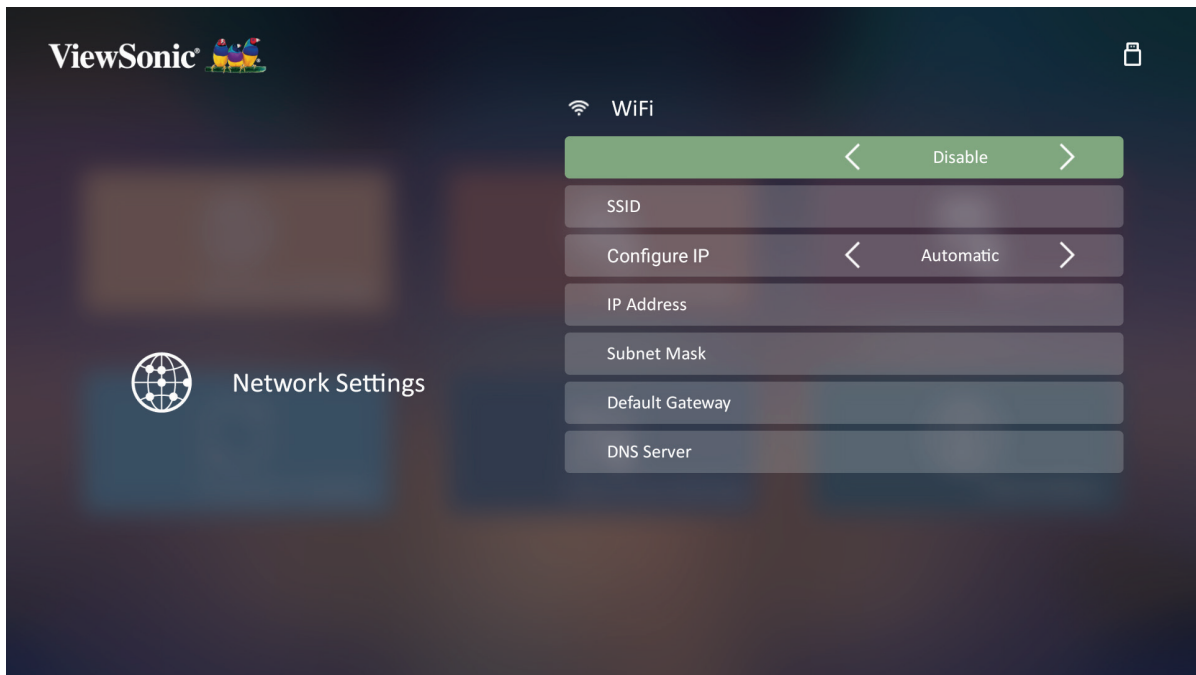 ViewSonic®
WiFi
Disable
SSID
Configure IP Automatic
IP Address
Subnet Mask
Network Settings
Default Gateway
DNS Server